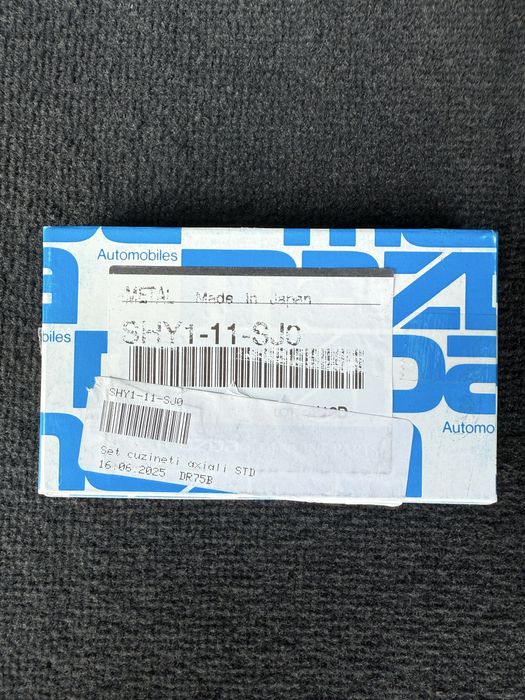 Automobiles
biles
METAL Made In Japan
SHY1-11-SJ0
SHY1-11-SJ0
Automo
Set cuzineti axiali STD
16.06.2025 DR75B